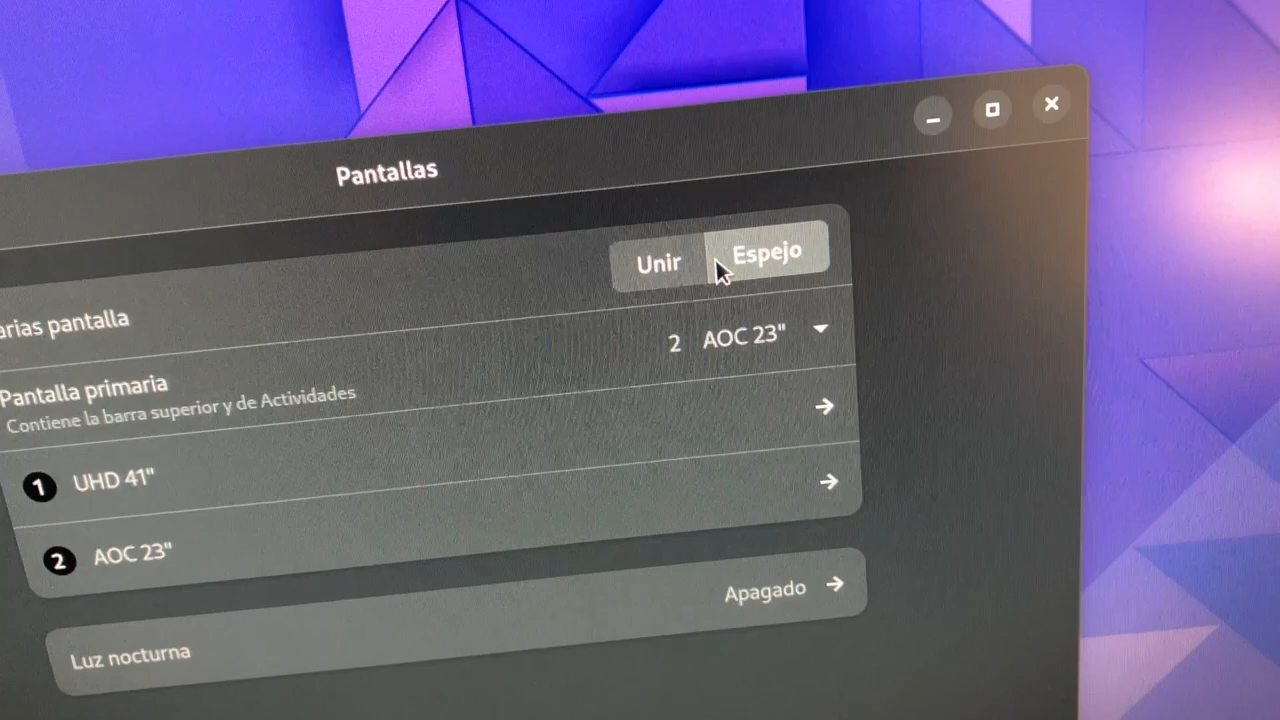 Pantallas
arias pantalla
Unir
Espejo
Pantalla primaria
Contiene la barra superior y de Actividades
2 AOC 23"
1 UHD 41"
2 AOC 23"
Luz nocturna
Apagado